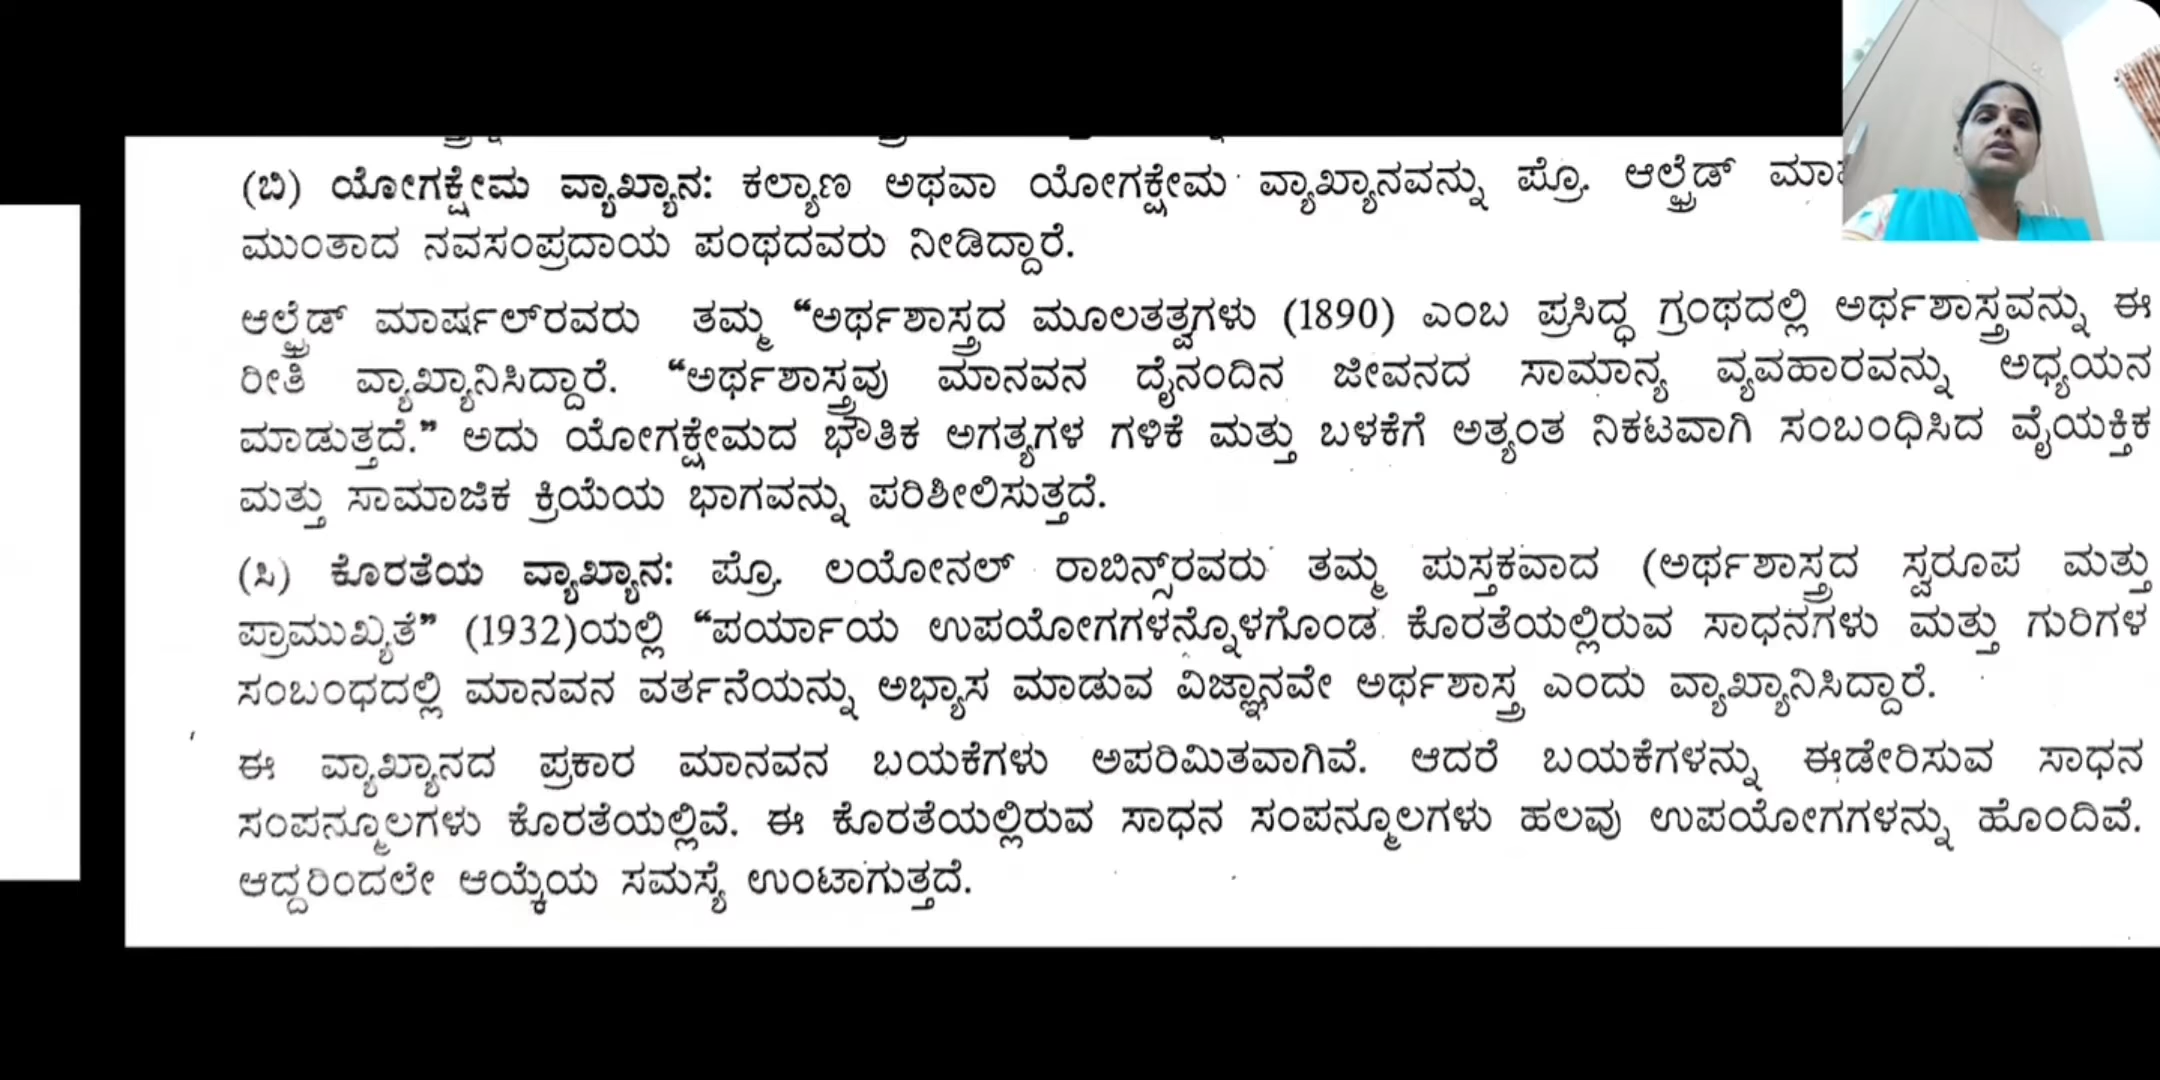 (ಬಿ) ಯೋಗಕ್ಷೇಮ ವ್ಯಾಖ್ಯಾನ: ಕಲ್ಯಾಣ ಅಥವಾ ಯೋಗಕ್ಷೇಮ ವ್ಯಾಖ್ಯಾನವನ್ನು ಪ್ರೊ. ಆಲ್ಫ್ರೆಡ್
ಮುಂತಾದ ನವಸಂಪ್ರದಾಯ ಪಂಥದವರು ನೀಡಿದ್ದಾರೆ.
ಆಲ್ಫ್ರೆಡ್ ಮಾರ್ಷಲ್‌ರವರು ತಮ್ಮ “ಅರ್ಥಶಾಸ್ತ್ರದ ಮೂಲತತ್ವಗಳು (1890) ಎಂಬ ಪ್ರಸಿದ್ಧ ಗ್ರಂಥದಲ್ಲಿ ಅರ್ಥಶಾಸ್ತ್ರವನ್ನು ಈ
ರೀತಿ ವ್ಯಾಖ್ಯಾನಿಸಿದ್ದಾರೆ. “ಅರ್ಥಶಾಸ್ತ್ರವು ಮಾನವನ ದೈನಂದಿನ ಜೀವನದ ಸಾಮಾನ್ಯ ವ್ಯವಹಾರವನ್ನು ಅಧ್ಯಯನ
ಮಾಡುತ್ತದೆ.” ಅದು ಯೋಗಕ್ಷೇಮದ ಭೌತಿಕ ಅಗತ್ಯಗಳ ಗಳಿಕೆ ಮತ್ತು ಬಳಕೆಗೆ ಅತ್ಯಂತ ನಿಕಟವಾಗಿ ಸಂಬಂಧಿಸಿದ ವೈಯಕ್ತಿಕ
ಮತ್ತು ಸಾಮಾಜಿಕ ಕ್ರಿಯೆಯ ಭಾಗವನ್ನು ಪರಿಶೀಲಿಸುತ್ತದೆ.
(ಸಿ) ಕೊರತೆಯ ವ್ಯಾಖ್ಯಾನ: ಪ್ರೊ. ಲಯೋನಲ್ ರಾಬಿನ್ಸ್‌ರವರು ತಮ್ಮ ಪುಸ್ತಕವಾದ (ಅರ್ಥಶಾಸ್ತ್ರದ ಸ್ವರೂಪ ಮತ್ತು
ಪ್ರಾಮುಖ್ಯತೆ” (1932)ಯಲ್ಲಿ “ಪರ್ಯಾಯ ಉಪಯೋಗಗಳನ್ನೊಳಗೊಂಡ ಕೊರತೆಯಲ್ಲಿರುವ ಸಾಧನಗಳು ಮತ್ತು ಗುರಿಗಳ
ಸಂಬಂಧದಲ್ಲಿ ಮಾನವನ ವರ್ತನೆಯನ್ನು ಅಭ್ಯಾಸ ಮಾಡುವ ವಿಜ್ಞಾನವೇ ಅರ್ಥಶಾಸ್ತ್ರ ಎಂದು ವ್ಯಾಖ್ಯಾನಿಸಿದ್ದಾರೆ.
ಈ ವ್ಯಾಖ್ಯಾನದ ಪ್ರಕಾರ ಮಾನವನ ಬಯಕೆಗಳು ಅಪರಿಮಿತವಾಗಿವೆ. ಆದರೆ ಬಯಕೆಗಳನ್ನು ಈಡೇರಿಸುವ ಸಾಧನ
ಸಂಪನ್ಮೂಲಗಳು ಕೊರತೆಯಲ್ಲಿವೆ. ಈ ಕೊರತೆಯಲ್ಲಿರುವ ಸಾಧನ ಸಂಪನ್ಮೂಲಗಳು ಹಲವು ಉಪಯೋಗಗಳನ್ನು ಹೊಂದಿವೆ.
ಆದ್ದರಿಂದಲೇ ಆಯ್ಕೆಯ ಸಮಸ್ಯೆ ಉಂಟಾಗುತ್ತದೆ.